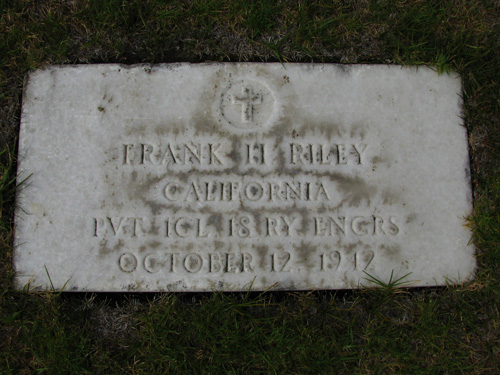 FRANK H RILEY
CALIFORNIA
PVT 1CL. 18 RY. ENGRS
OCTOBER 12. 1942